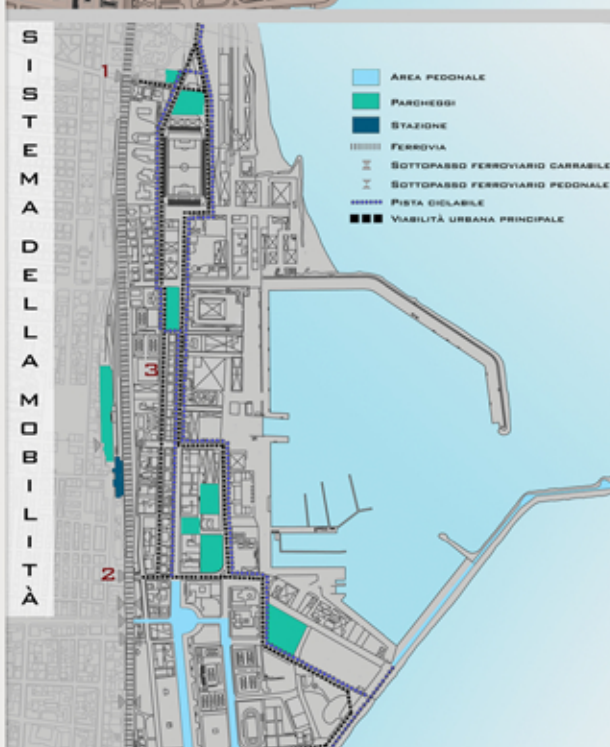 SISTEMA DELLA MOBILITÀ
1
3
2
AREA PEDONALE
PARCHEGGI
STAZIONE
FERROVIA
SOTTOPASSO FERROVIARIO CARRABILE
SOTTOPASSO FERROVIARIO PEDONALE
PISTA CICLABILE
VIABILITÀ URBANA PRINCIPALE